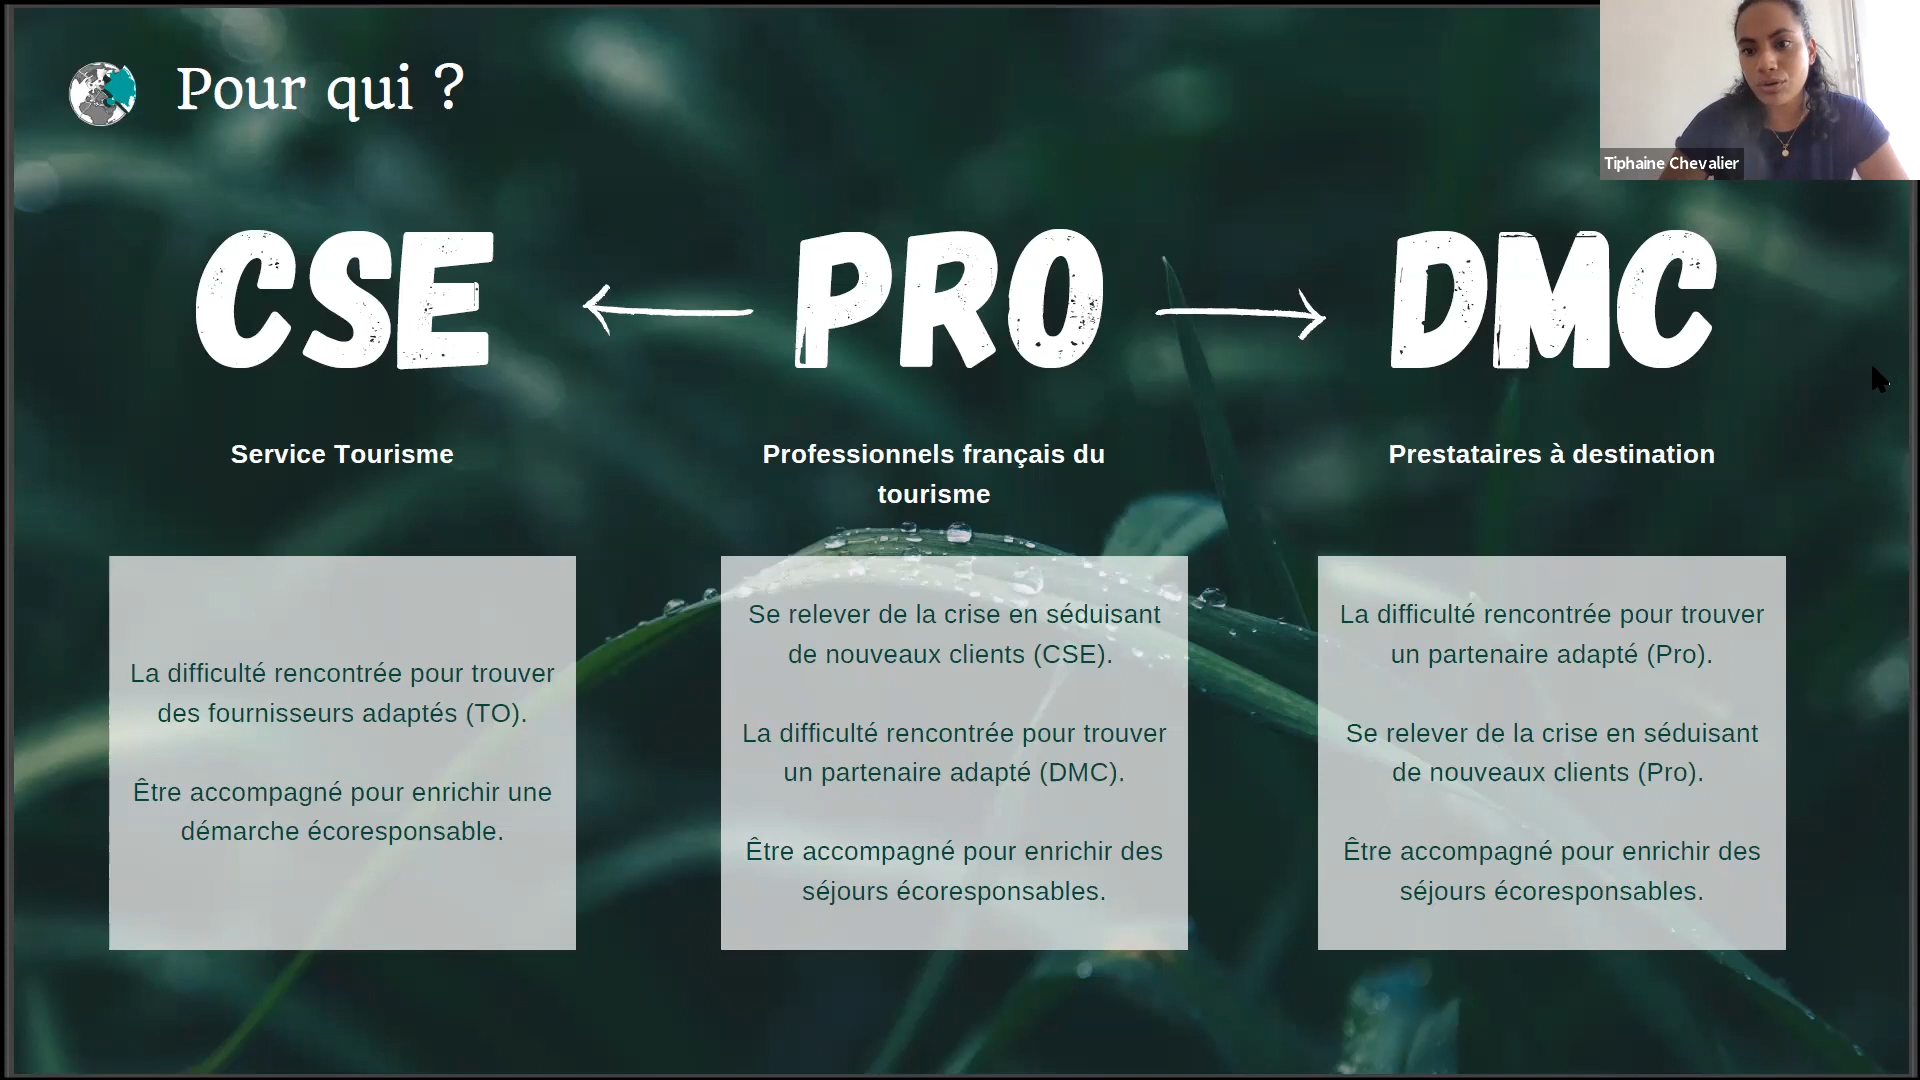 Pour qui ?
Tiphaine Chevalier
CSE
PRO
DMC
Service Tourisme
Professionnels français du
tourisme
Prestataires à destination
La difficulté rencontrée pour trouver
des fournisseurs adaptés (TO).
Être accompagné pour enrichir une
démarche écoresponsable.
Se relever de la crise en séduisant
de nouveaux clients (CSE).
La difficulté rencontrée pour trouver
un partenaire adapté (DMC).
Être accompagné pour enrichir des
séjours écoresponsables.
La difficulté rencontrée pour trouver
un partenaire adapté (Pro).
Se relever de la crise en séduisant
de nouveaux clients (Pro).
Être accompagné pour enrichir des
séjours écoresponsables.